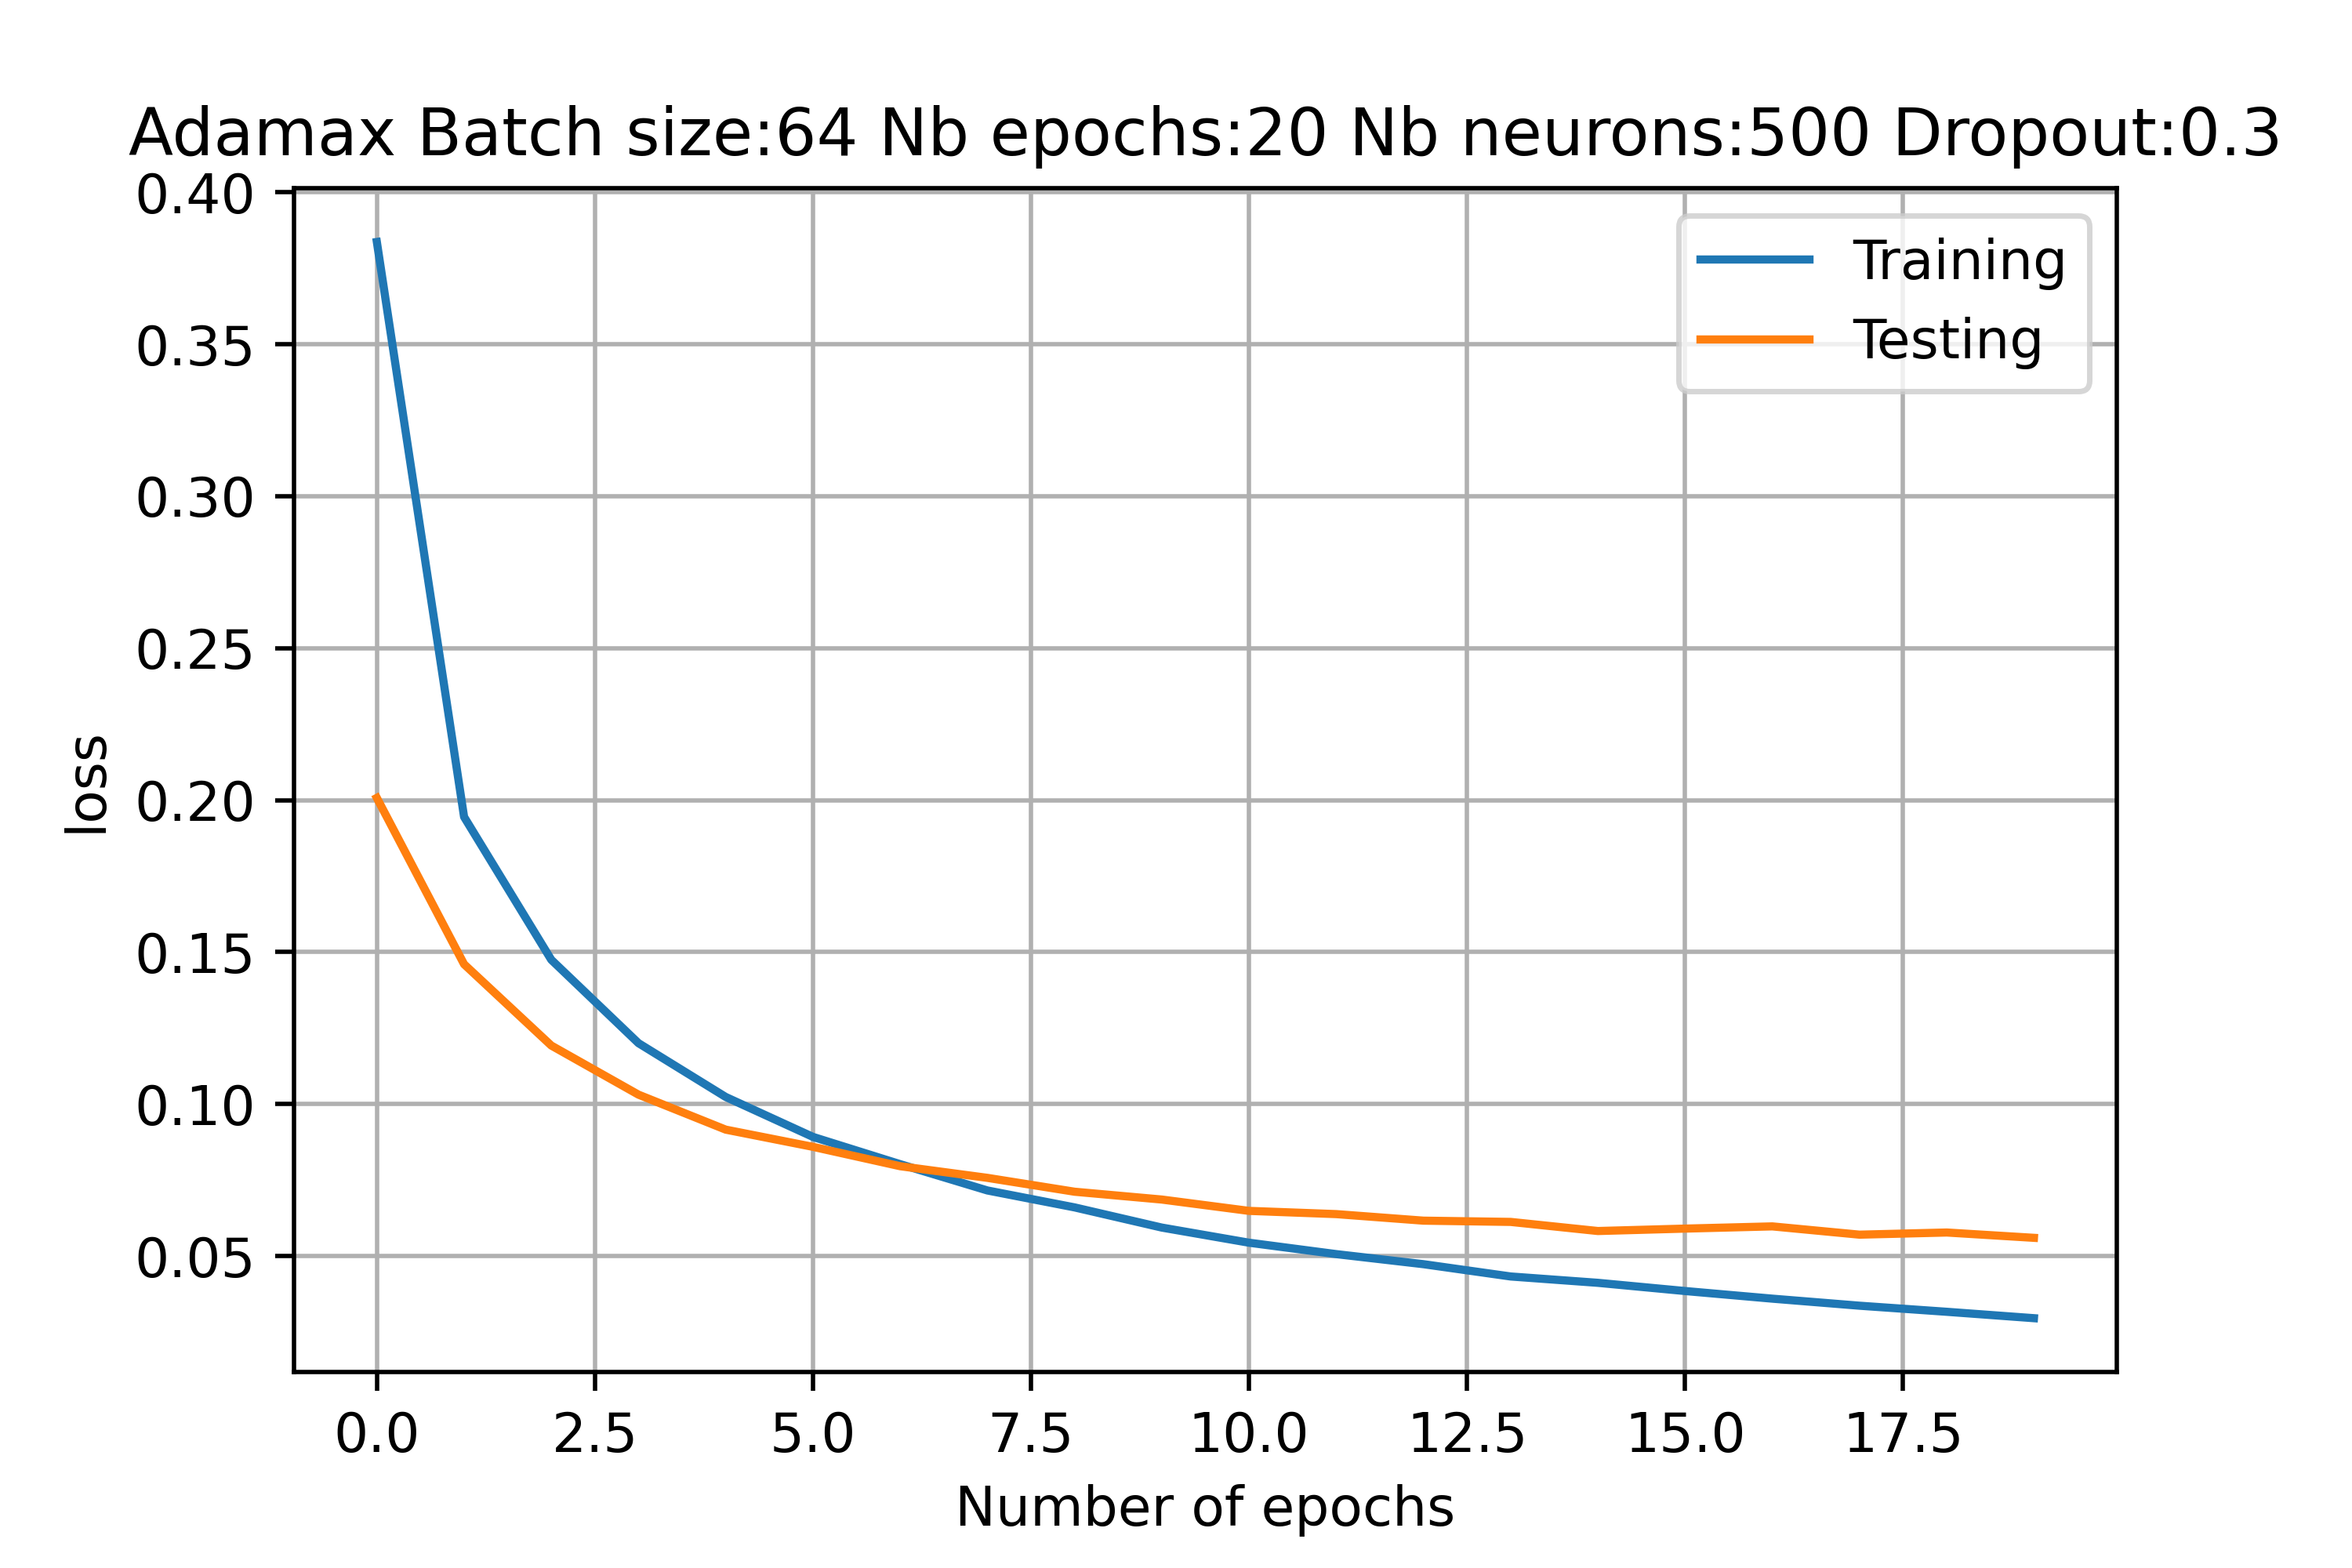 Adamax Batch size:64 Nb epochs:20 Nb neurons:500 Dropout:0.3
0.40
0.35
0.30
0.25
0.20
0.15
0.10
0.05
loss
Training
Testing
0.0 2.5 5.0 7.5 10.0 12.5 15.0 17.5
Number of epochs